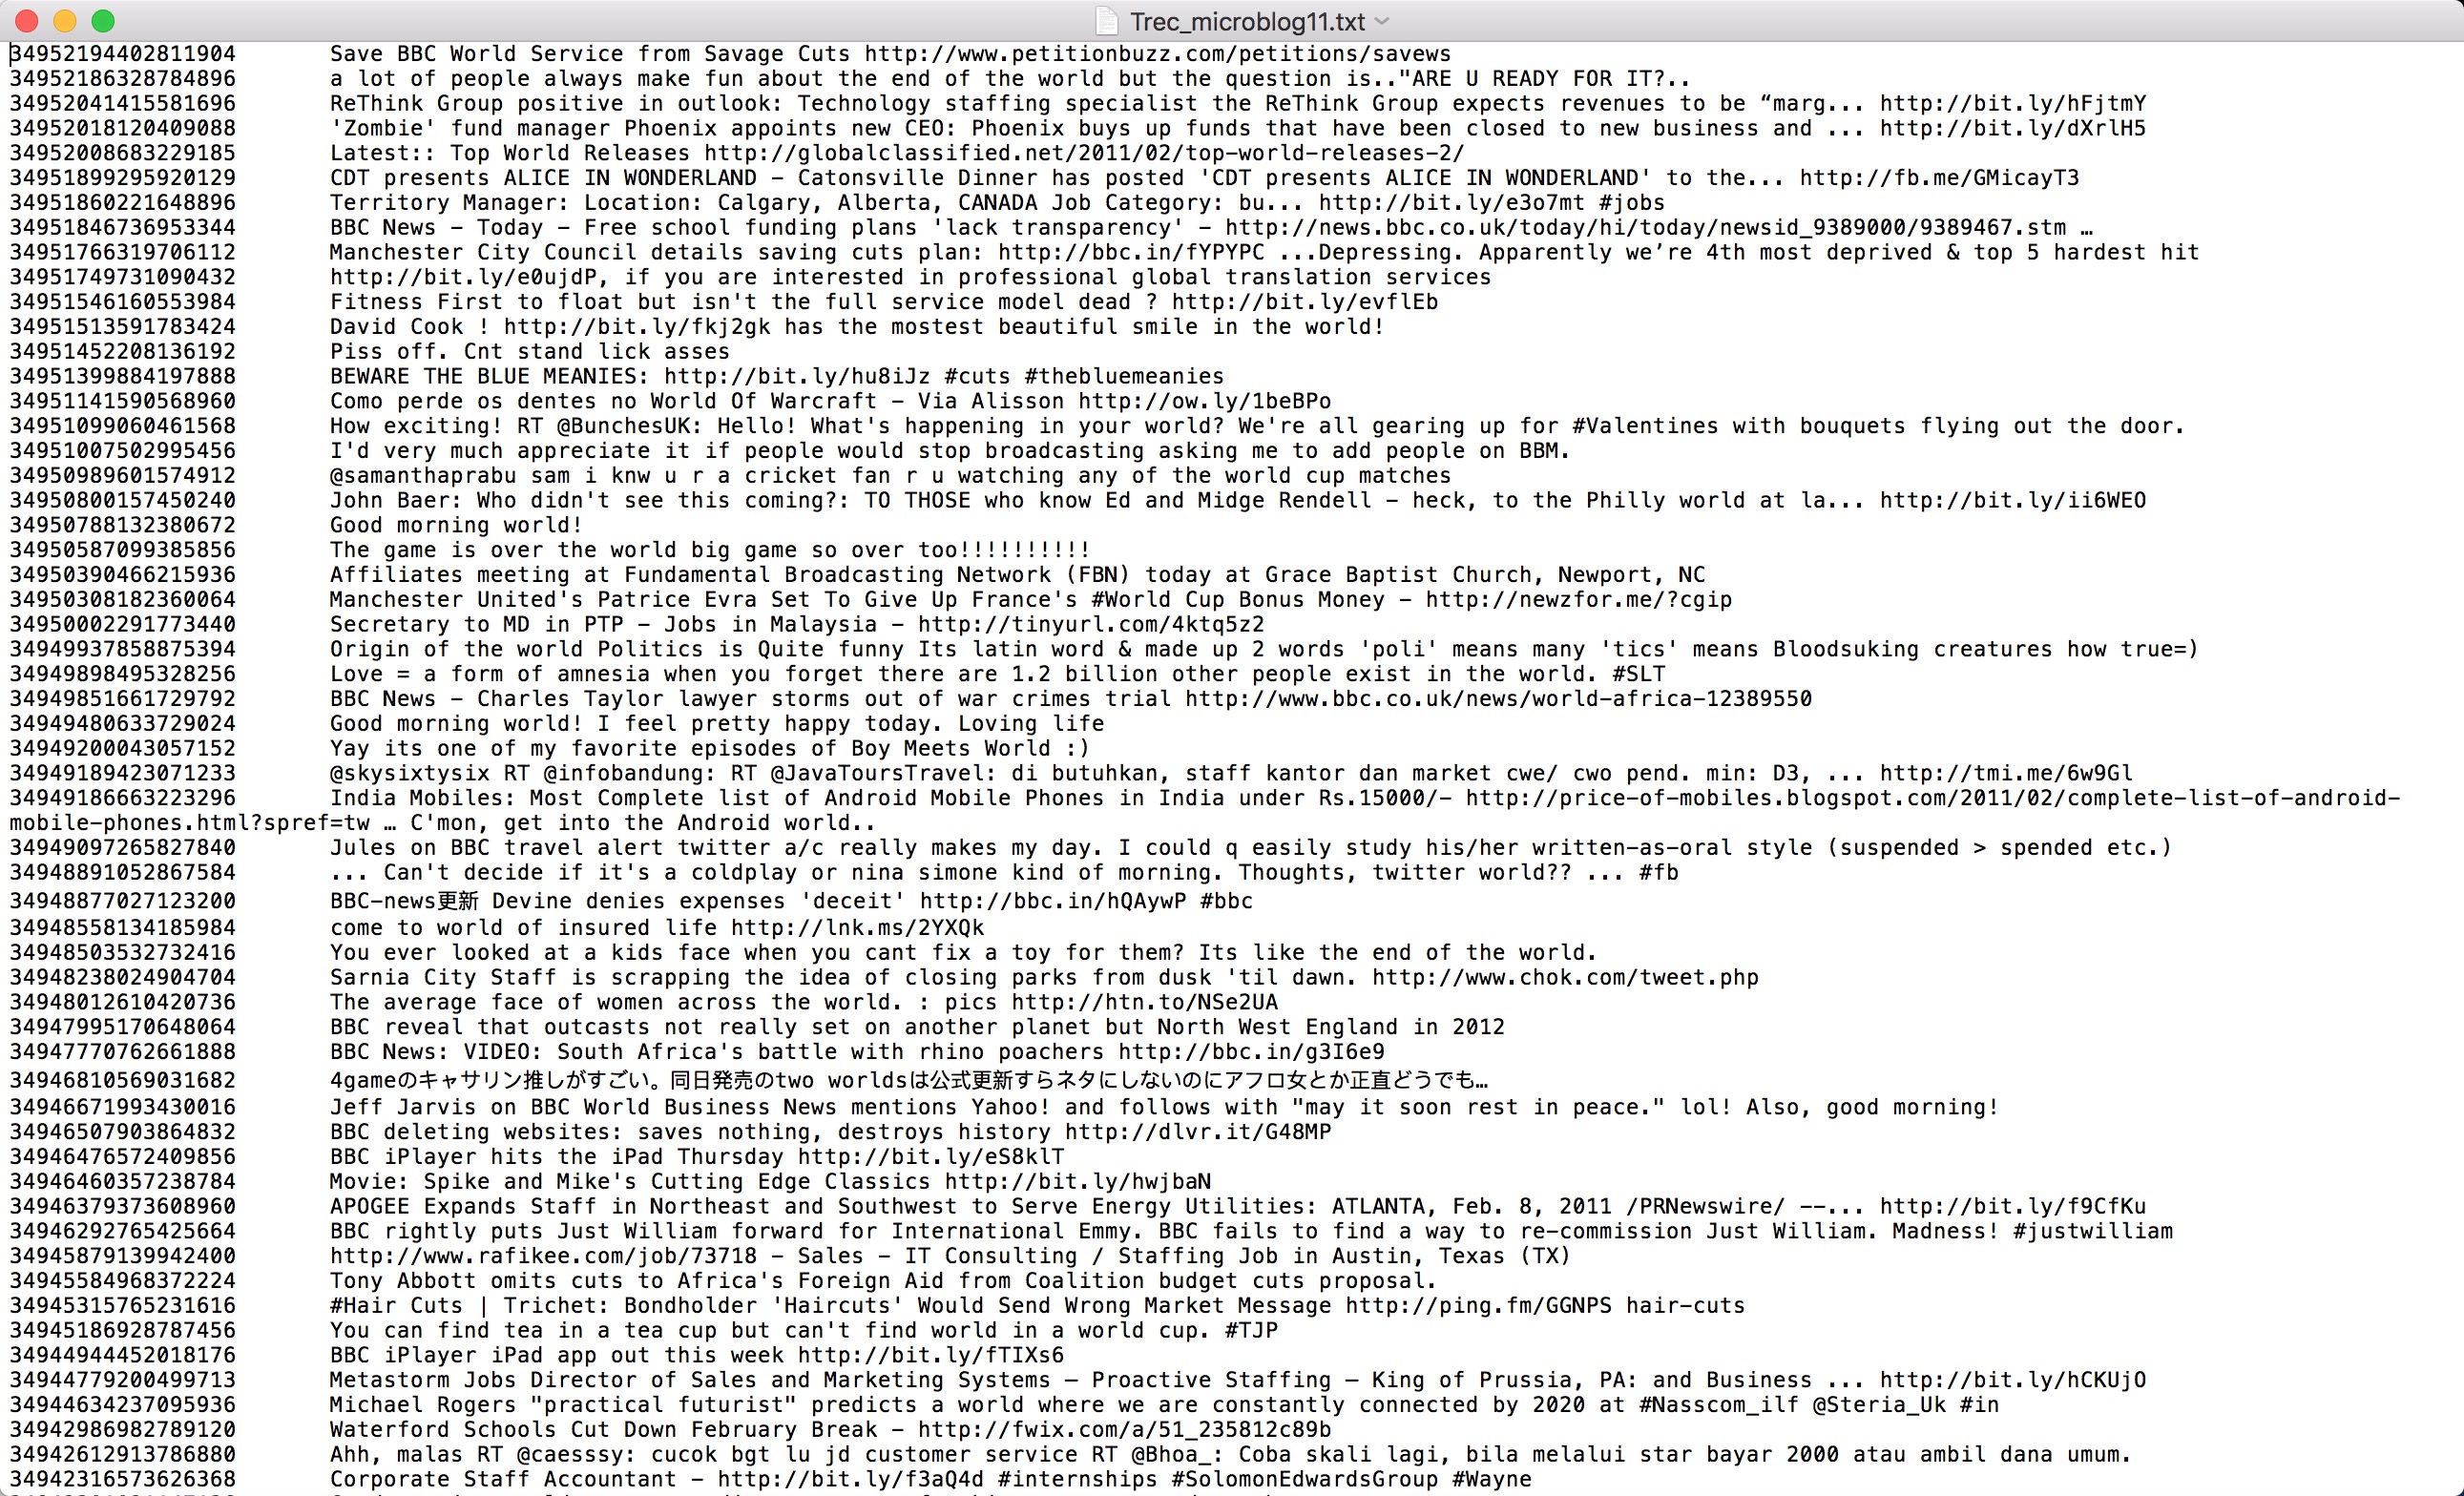 Trec_microblog11.txt
34952194402811904 Save BBC World Service from Savage Cuts http://www.petitionbuzz.com/petitions/savews
34952186328784896 a lot of people always make fun about the end of the world but the question is.."ARE U READY FOR IT?..
34952041415581696 ReThink Group positive in outlook: Technology staffing specialist the ReThink Group expects revenues to be “marg... http://bit.ly/hFjtmY
34952018120409088 'Zombie' fund manager Phoenix appoints new CEO: Phoenix buys up funds that have been closed to new business and ... http://bit.ly/dXrlH5
34952008683229185 Latest:: Top World Releases http://globalclassified.net/2011/02/top-world-releases-2/
34951899295920129 CDT presents ALICE IN WONDERLAND - Catonsville Dinner has posted 'CDT presents ALICE IN WONDERLAND' to the... http://fb.me/GMicayT3
34951860221648896 Territory Manager: Location: Calgary, Alberta, CANADA Job Category: bu... http://bit.ly/e3o7mt #jobs
34951846736953344 BBC News - Today - Free school funding plans 'lack transparency' - http://news.bbc.co.uk/today/hi/today/newsid_9389000/9389467.stm …
34951766319706112 Manchester City Council details saving cuts plan: http://bbc.in/fYPYPC ...Depressing. Apparently we’re 4th most deprived & top 5 hardest hit
34951749731090432 http://bit.ly/e0ujdP, if you are interested in professional global translation services
34951546160553984 Fitness First to float but isn't the full service model dead ? http://bit.ly/evflEb
34951513591783424 David Cook ! http://bit.ly/fkj2gk has the mostest beautiful smile in the world!
34951452208136192 Piss off. Cnt stand lick asses
34951399884197888 BEWARE THE BLUE MEANIES: http://bit.ly/hu8iJz #cuts #thebluemeanies
34951141590568960 Como perde os dentes no World Of Warcraft - Via Alisson http://ow.ly/1beBPo
34951099060461568 How exciting! RT @BunchesUK: Hello! What's happening in your world? We're all gearing up for #Valentines with bouquets flying out the door.
34951007502995456 I'd very much appreciate it if people would stop broadcasting asking me to add people on BBM.
34950989601574912 @samanthaprabu sam i knw u r a cricket fan r u watching any of the world cup matches
34950800157450240 John Baer: Who didn't see this coming?: TO THOSE who know Ed and Midge Rendell - heck, to the Philly world at la... http://bit.ly/ii6WEO
34950788132380672 Good morning world!
34950587099385856 The game is over the world big game so over too!!!!!!!!!!
34950390466215936 Affiliates meeting at Fundamental Broadcasting Network (FBN) today at Grace Baptist Church, Newport, NC
34950308182360064 Manchester United's Patrice Evra Set To Give Up France's #World Cup Bonus Money - http://newzfor.me/?cgip
34950002291773440 Secretary to MD in PTP - Jobs in Malaysia - http://tinyurl.com/4ktq5z2
34949937858875394 Origin of the world Politics is Quite funny Its latin word & made up 2 words 'poli' means many 'tics' means Bloodsuking creatures how true=)
34949898495328256 Love = a form of amnesia when you forget there are 1.2 billion other people exist in the world. #SLT
34949851661729792 BBC News - Charles Taylor lawyer storms out of war crimes trial http://www.bbc.co.uk/news/world-africa-12389550
34949480633729024 Good morning world! I feel pretty happy today. Loving life
34949200043057152 Yay its one of my favorite episodes of Boy Meets World :)
34949189423071233 @skysixtysix RT @infobandung: RT @JavaToursTravel: di butuhkan, staff kantor dan market cwe/ cwo pend. min: D3, ... http://tmi.me/6w9Gl
34949186663223296 India Mobiles: Most Complete list of Android Mobile Phones in India under Rs.15000/- http://price-of-mobiles.blogspot.com/2011/02/complete-list-of-android-
mobile-phones.html?spref=tw … C'mon, get into the Android world..
34949097265827840 Jules on BBC travel alert twitter a/c really makes my day. I could q easily study his/her written-as-oral style (suspended > spended etc.)
34948891052867584 ... Can't decide if it's a coldplay or nina simone kind of morning. Thoughts, twitter world?? ... #fb
34948877027123200 BBC-news更新 Devine denies expenses 'deceit' http://bbc.in/hQAywP #bbc
34948558134185984 come to world of insured life http://lnk.ms/2YXQk
34948503532732416 You ever looked at a kids face when you cant fix a toy for them? Its like the end of the world.
34948238024904704 Sarnia City Staff is scrapping the idea of closing parks from dusk 'til dawn. http://www.chok.com/tweet.php
34948012610420736 The average face of women across the world. : pics http://htn.to/NSe2UA
34947995170648064 BBC reveal that outcasts not really set on another planet but North West England in 2012
34947770762661888 BBC News: VIDEO: South Africa's battle with rhino poachers http://bbc.in/g3I6e9
34946810569031682 4gameのキャサリン推しがすごい。同日発売のtwo worldsは公式更新すらネタにしないのにアフロ女とか正直どうでも…
34946671993430016 Jeff Jarvis on BBC World Business News mentions Yahoo! and follows with "may it soon rest in peace." lol! Also, good morning!
34946507903864832 BBC deleting websites: saves nothing, destroys history http://dlvr.it/G48MP
34946476572409856 BBC iPlayer hits the iPad Thursday http://bit.ly/eS8klT
34946460357238784 Movie: Spike and Mike's Cutting Edge Classics http://bit.ly/hwjbaN
34946379373608960 APOGEE Expands Staff in Northeast and Southwest to Serve Energy Utilities: ATLANTA, Feb. 8, 2011 /PRNewswire/ --... http://bit.ly/f9CfKu
34946292765425664 BBC rightly puts Just William forward for International Emmy. BBC fails to find a way to re-commission Just William. Madness! #justwilliam
34945879139942400 http://www.rafikee.com/job/73718 - Sales - IT Consulting / Staffing Job in Austin, Texas (TX)
34945584968372224 Tony Abbott omits cuts to Africa's Foreign Aid from Coalition budget cuts proposal.
34945315765231616 #Hair Cuts | Trichet: Bondholder 'Haircuts' Would Send Wrong Market Message http://ping.fm/GGNPS hair-cuts
34945186928787456 You can find tea in a tea cup but can't find world in a world cup. #TJP
34944944452018176 BBC iPlayer iPad app out this week http://bit.ly/fTIXs6
34944779200499713 Metastorm Jobs Director of Sales and Marketing Systems – Proactive Staffing – King of Prussia, PA: and Business ... http://bit.ly/hCKUjO
34944634237095936 Michael Rogers "practical futurist" predicts a world where we are constantly connected by 2020 at #Nasscom_ilf @Steria_Uk #in
34942986982789120 Waterford Schools Cut Down February Break - http://fwix.com/a/51_235812c89b
34942612913786880 Ahh, malas RT @caesssy: cucok bgt lu jd customer service RT @Bhoa_: Coba skali lagi, bila melalui star bayar 2000 atau ambil dana umum.
34942316573626368 Corporate Staff Accountant - http://bit.ly/f3aQ4d #internships #SolomonEdwardsGroup #Wayne